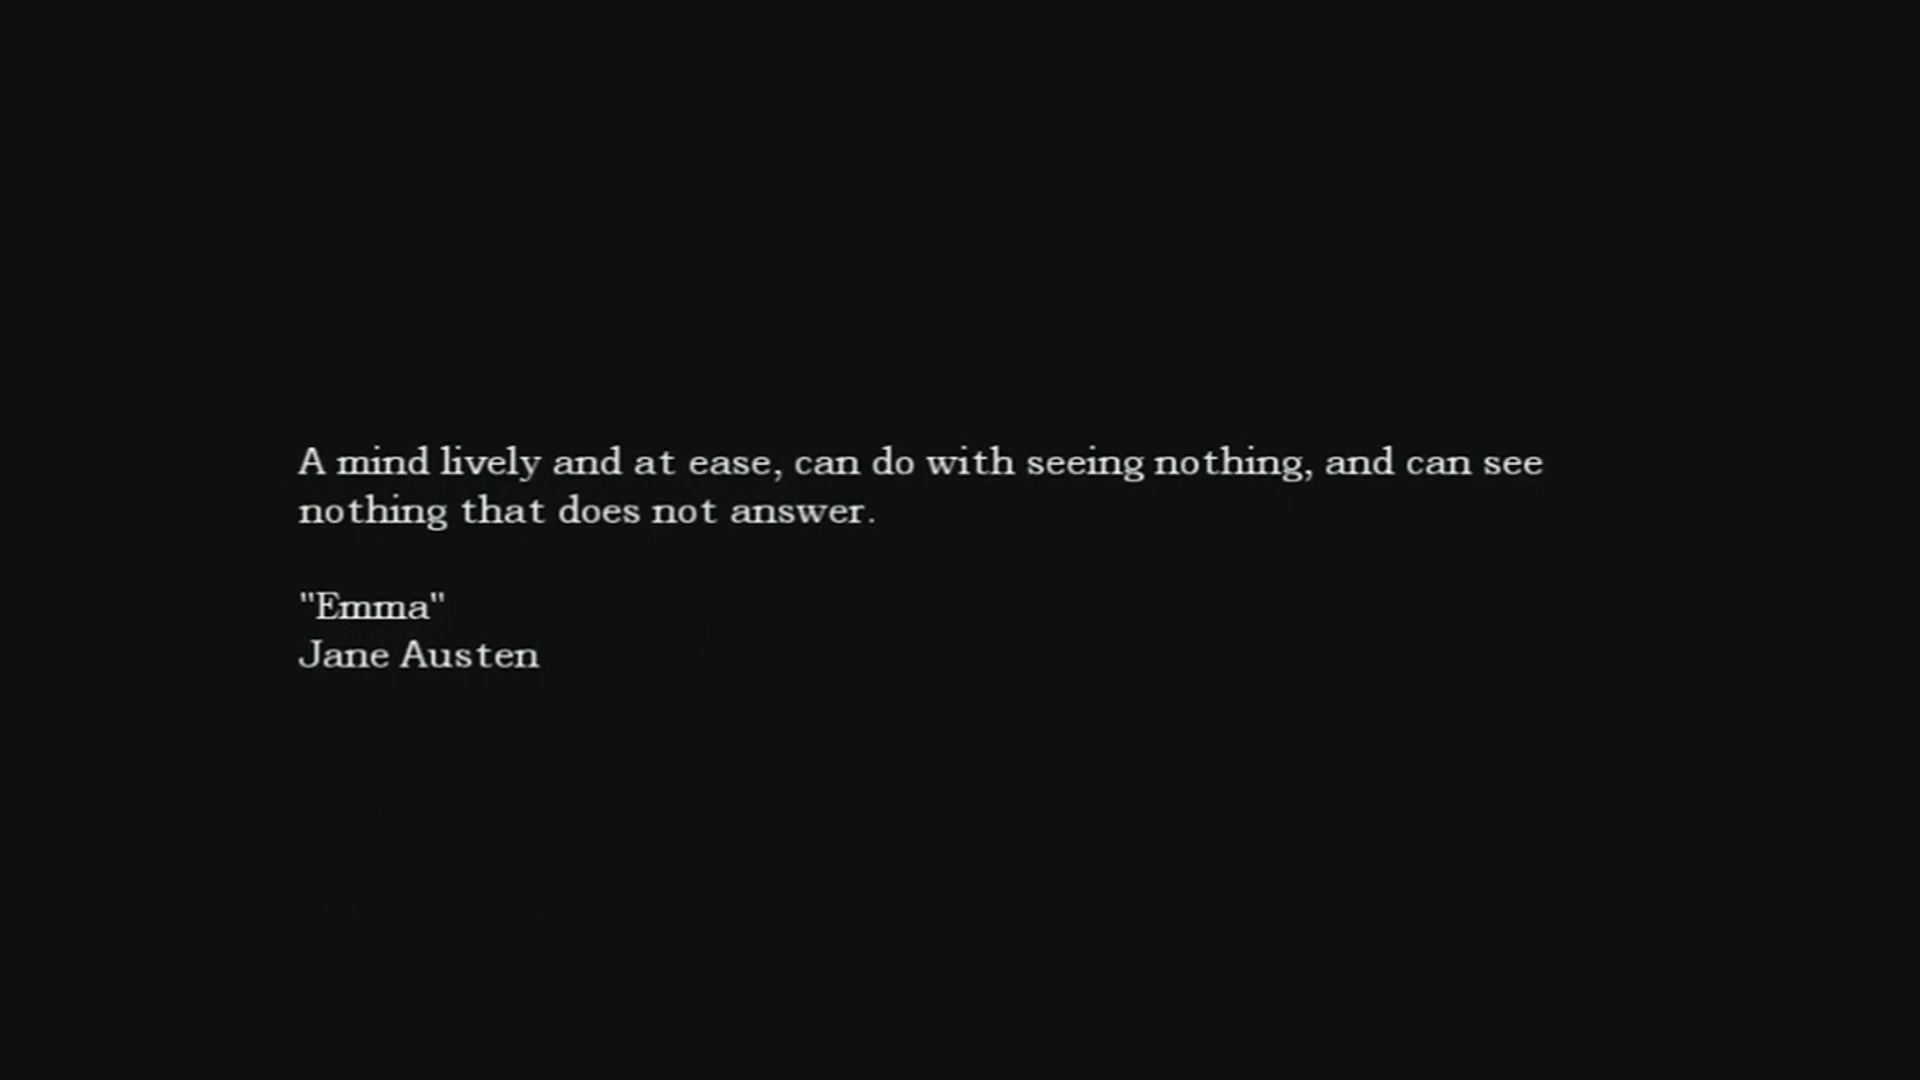 A mind lively and at ease, can do with seeing nothing, and can see
nothing that does not answer.
"Emma"
Jane Austen